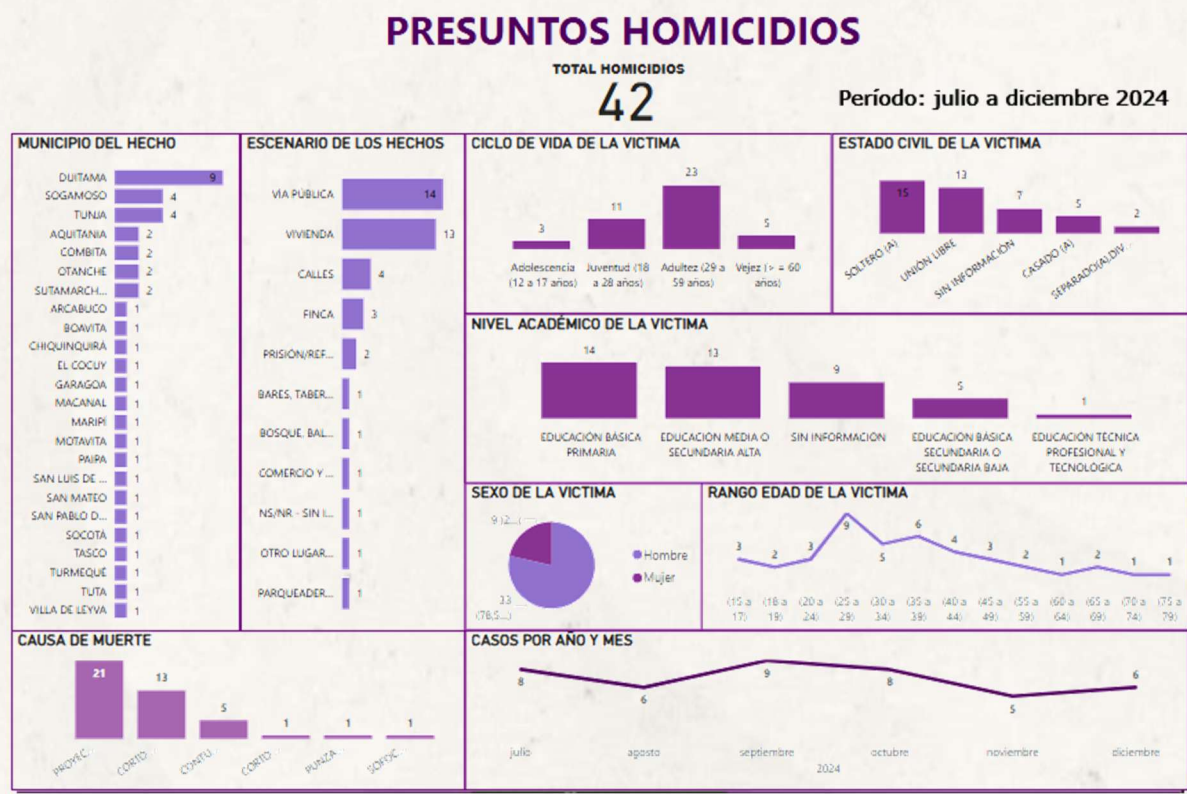 PRESUNTOS HOMICIDIOS
TOTAL HOMICIDIOS
42
Período: julio a diciembre 2024
MUNICIPIO DEL HECHO
DUITAMA 9
SOGAMOSO 4
TUNJA 4
AQUITANIA 2
COMBITA 2
OTANCHE 2
SUTAMARCH... 2
ARCABUCO 1
BOAVITA 1
CHIQUINQUIRÁ 1
EL COCUY 1
GARAGOA 1
MACANAL 1
MARIPÍ 1
MOTAVITA 1
PAIPA 1
SAN LUIS DE ... 1
SAN MATEO 1
SAN PABLO D... 1
SOCOTÁ 1
TASCO 1
TURMEQUÉ 1
TUTA 1
VILLA DE LEYVA 1
ESCENARIO DE LOS HECHOS
VÍA PÚBLICA 14
VIVIENDA 13
CALLES 4
FINCA 3
PRISIÓN/REF... 2
BARES, TABER... 1
BOSQUE, BAL... 1
COMERCIO Y ... 1
NS/NR - SIN I... 1
OTRO LUGAR... 1
PARQUEADER... 1
CICLO DE VIDA DE LA VICTIMA
3 11 23 5
Adolescencia Juventud (18 Adultez (29 a Vejez (> = 60
(12 a 17 años) a 28 años) 59 años) años)
ESTADO CIVIL DE LA VICTIMA
15 13 7 5 2
SOLTERO (A) UNIÓN LIBRE SIN INFORMACIÓN CASADO (A) SEPARADO(A),DIV...
NIVEL ACADÉMICO DE LA VICTIMA
14 13 9 5 1
EDUCACIÓN BÁSICA EDUCACIÓN MEDIA O SIN INFORMACIÓN EDUCACIÓN BÁSICA EDUCACIÓN TÉCNICA
PRIMARIA SECUNDARIA ALTA SECUNDARIA O PROFESIONAL Y
SECUNDARIA BAJA TECNOLÓGICA
SEXO DE LA VICTIMA
9 (2...)
33
(78,5...)
Hombre
Mujer
RANGO EDAD DE LA VICTIMA
3 2 3 9 5 6 4 3 2 1 2 1 1
(15 a (18 a (20 a (25 a (30 a (35 a (40 a (45 a (55 a (60 a (65 a (70 a (75 a
17) 19) 24) 29) 34) 39) 44) 49) 59) 64) 69) 74) 79)
CAUSA DE MUERTE
21 13 5 1 1 1
PROYEC... CORTO... CONTU... CORTO... PUNZA... SOFOC...
CASOS POR AÑO Y MES
8 6 9 8 5 6
julio agosto septiembre octubre noviembre diciembre
2024